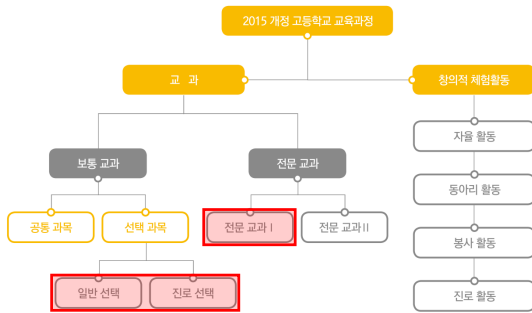 2015 개정 고등학교 교육과정
교 과
창의적 체험활동
자율 활동
보통 교과
전문 교과
동아리 활동
공통 과목
선택 과목
전문 교과 I
전문 교과 II
봉사 활동
일반 선택
진로 선택
진로 활동